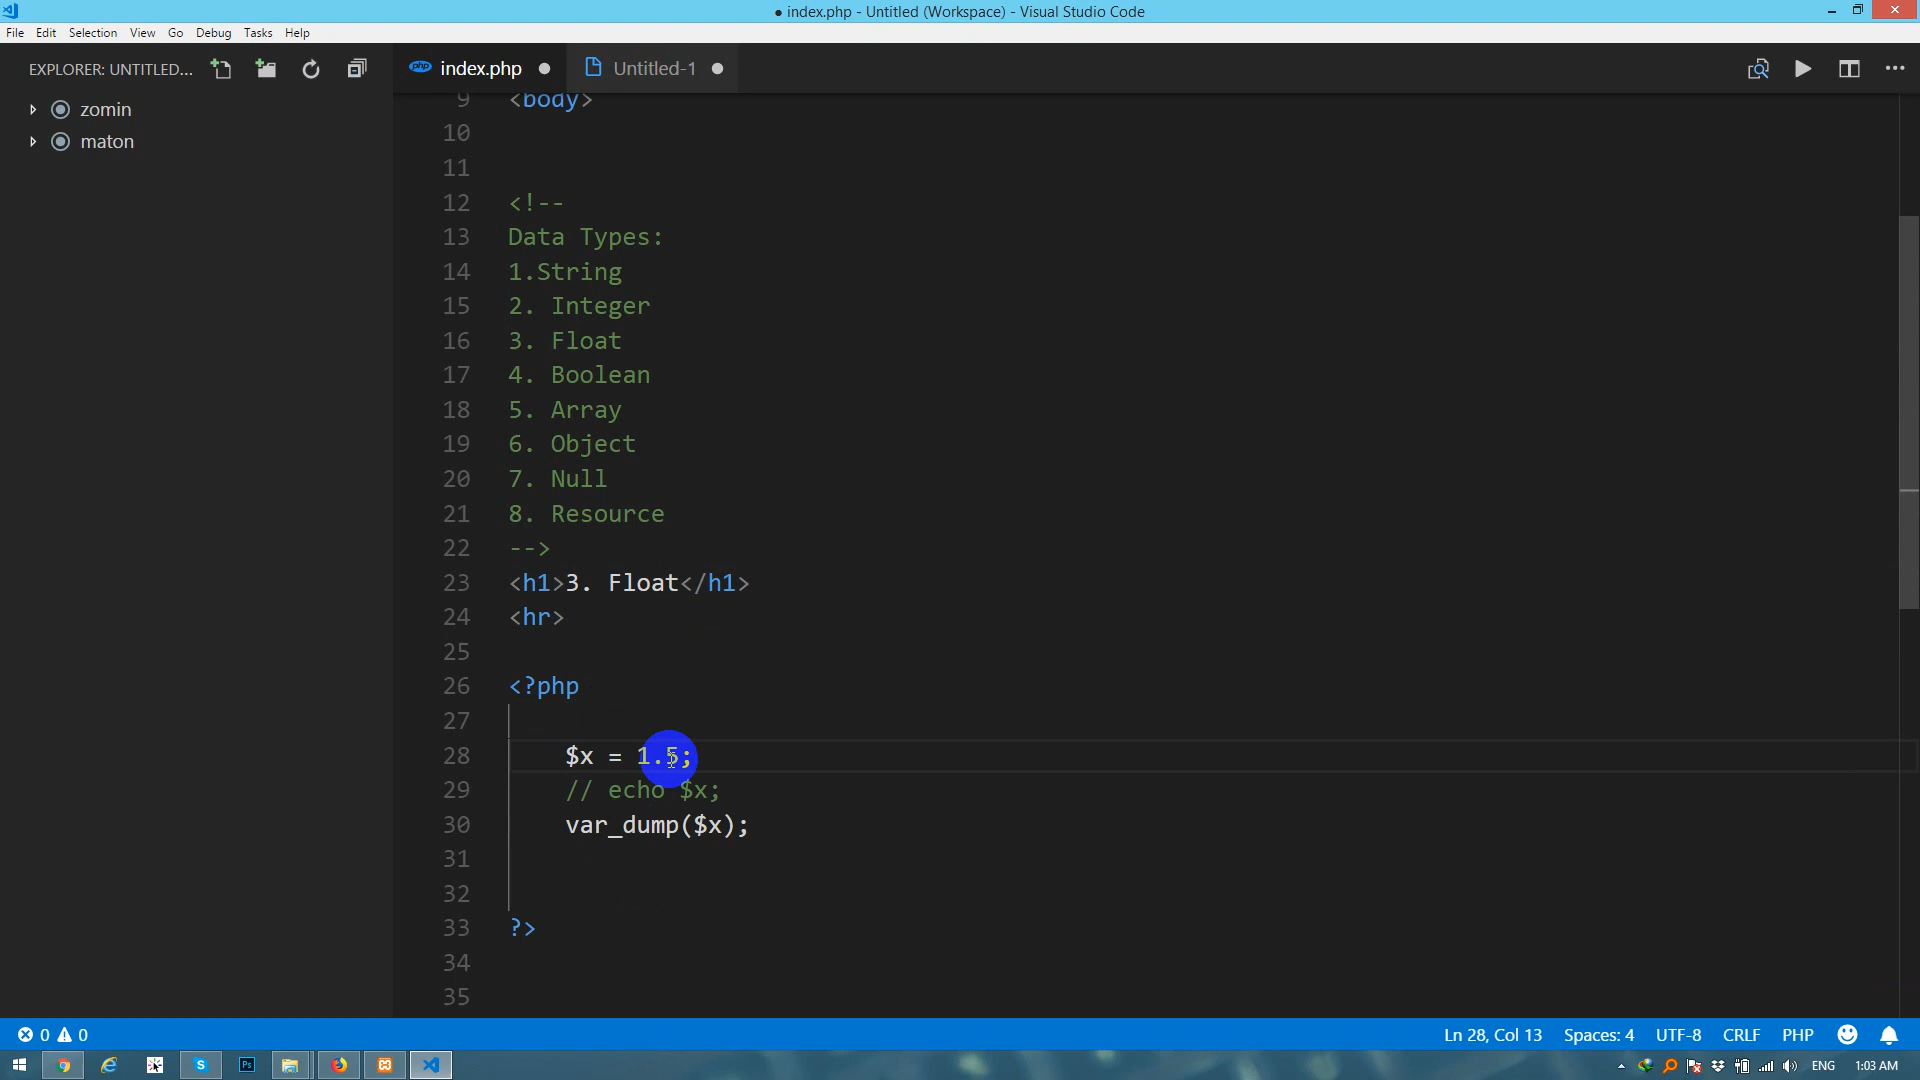 ● index.php - Untitled (Workspace) - Visual Studio Code
File Edit Selection View Go Debug Tasks Help
EXPLORER: UNTITLED...
index.php
Untitled-1
zomin
maton
9 <body>
10
11
12 <!--
13 Data Types:
14 1.String
15 2. Integer
16 3. Float
17 4. Boolean
18 5. Array
19 6. Object
20 7. Null
21 8. Resource
22 -->
23 <h1>3. Float</h1>
24 <hr>
25
26 <?php
27
28 $x = 1.5;
29 // echo $x;
30 var_dump($x);
31
32
33 ?>
34
35
0 0 Ln 28, Col 13 Spaces: 4 UTF-8 CRLF PHP
Ps ENG 1:03 AM